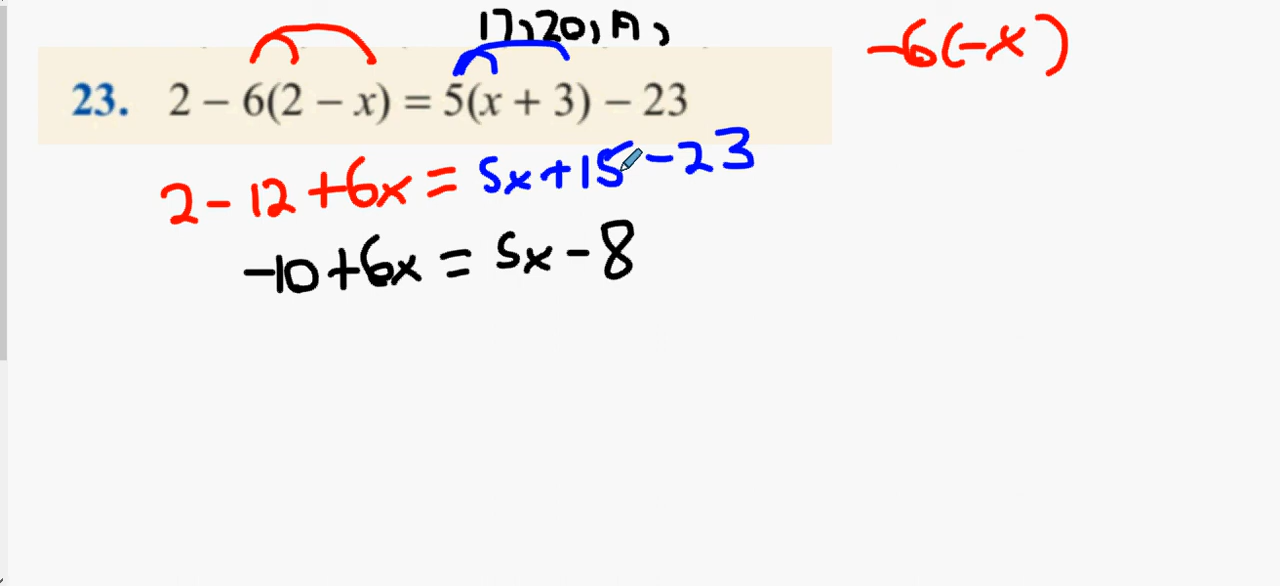 17,20,A,
-6(-x)
23. 2 − 6(2 − x) = 5(x + 3) − 23
2-12+6x = 5x+15-23
-10+6x = 5x-8